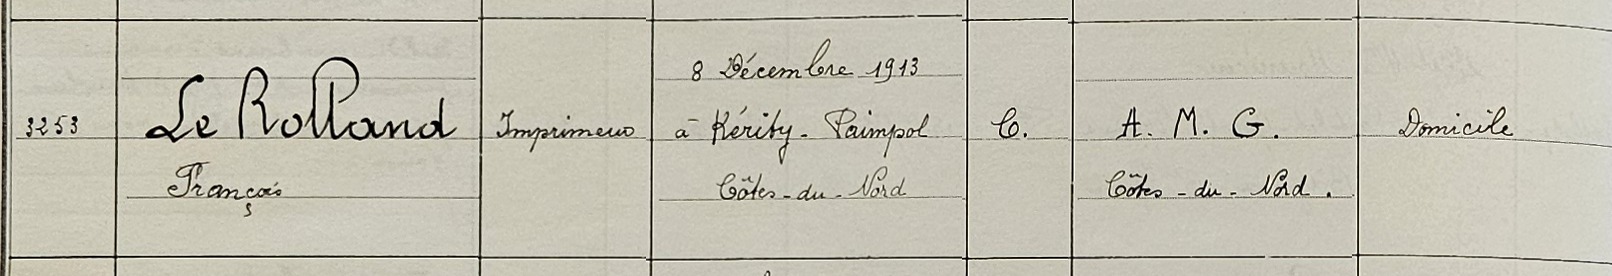 8 Décembre 1913
3253 Le Rolland Imprimeur à Kérity-Paimpol C. A. M. G. Domicile
François Côtes-du-Nord Côtes-du-Nord.